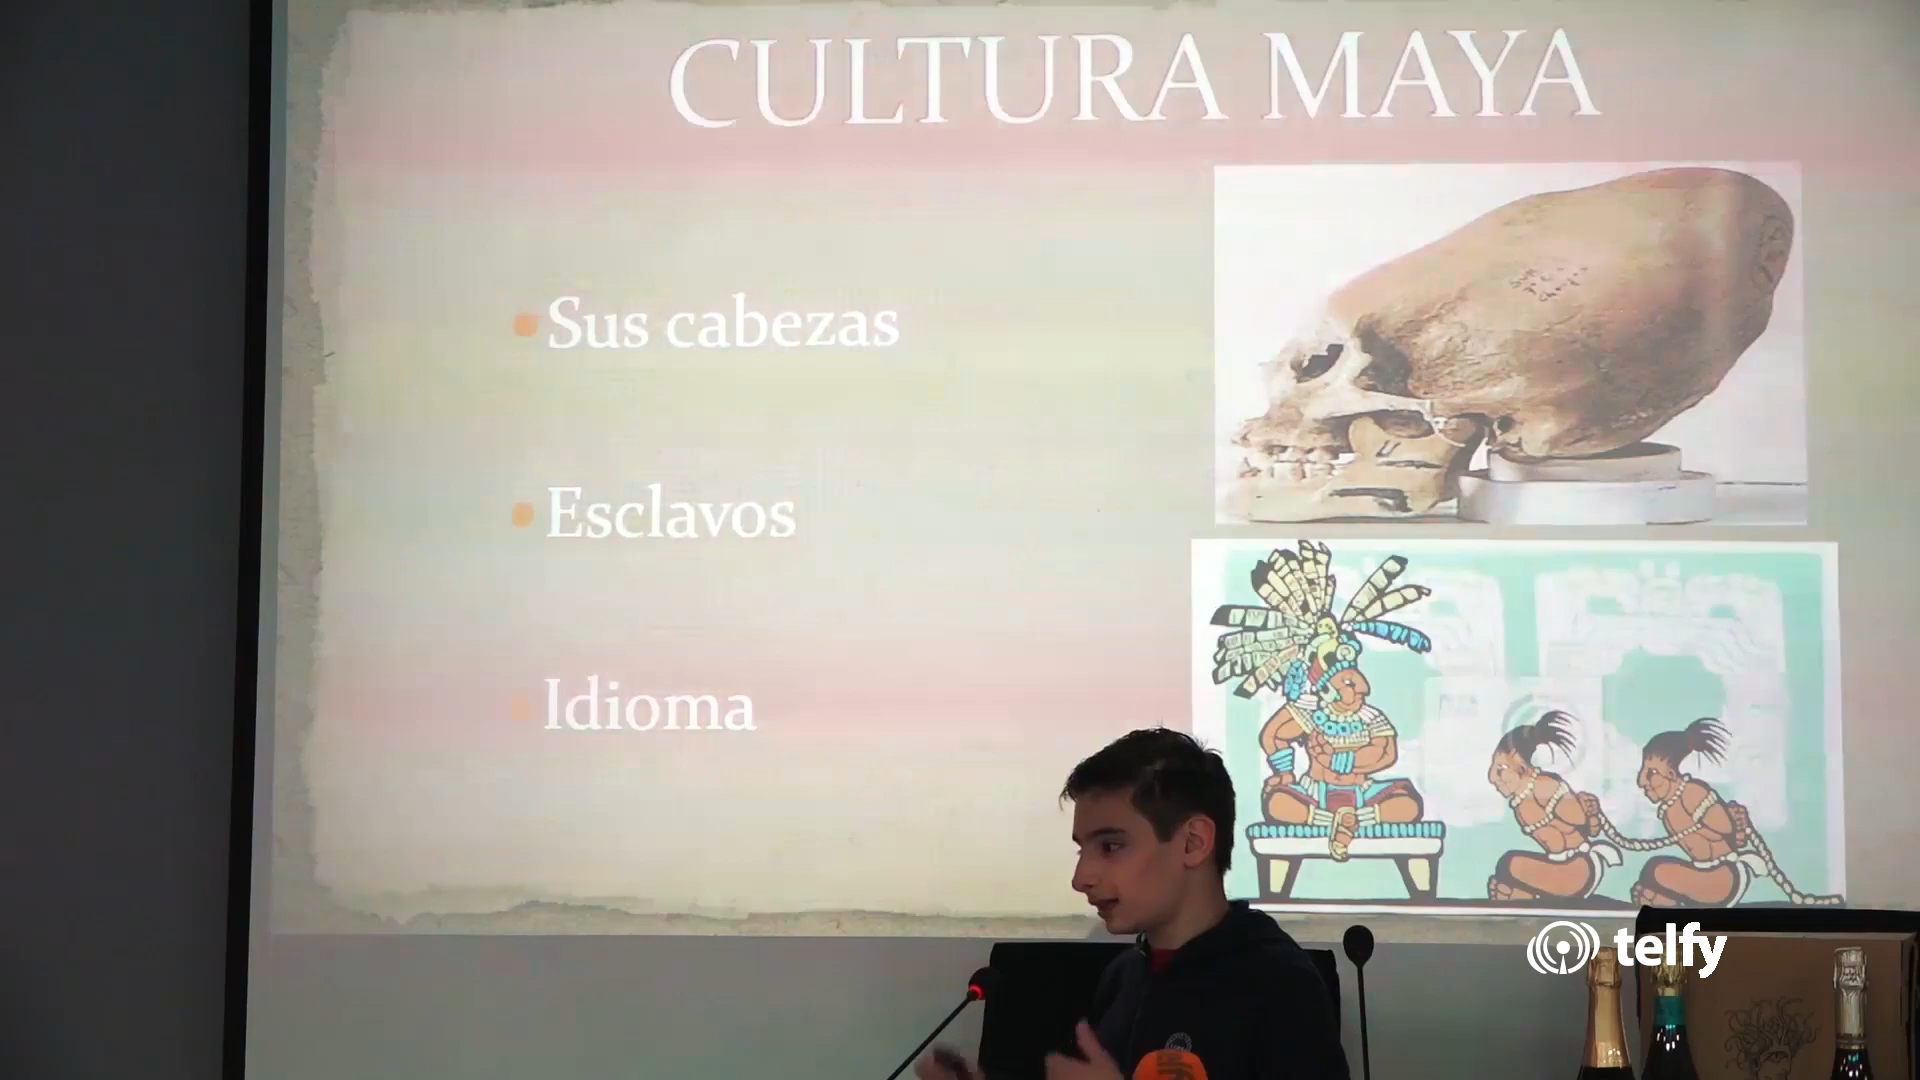 CULTURA MAYA
Sus cabezas
Esclavos
Idioma
telfy